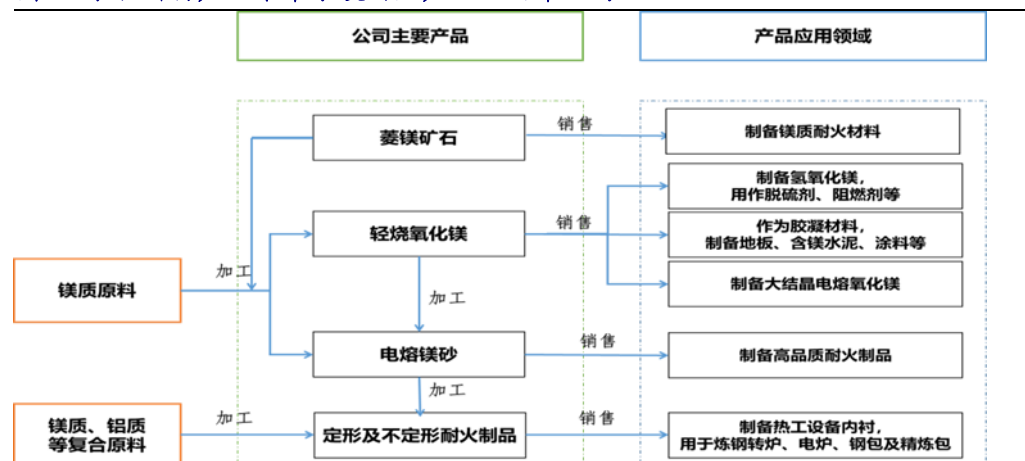 公司主要产品
产品应用领域
菱镁矿石
销售
制备镁质耐火材料
制备氢氧化镁，
用作脱硫剂、阻燃剂等
轻烧氧化镁
销售
作为胶凝材料，
制备地板、含镁水泥、涂料等
镁质原料
加工
加工
制备大结晶电熔氧化镁
电熔镁砂
销售
制备高品质耐火制品
加工
镁质、铝质
等复合原料
加工
定形及不定形耐火制品
销售
制备热工设备内衬，
用于炼钢转炉、电炉、钢包及精炼包